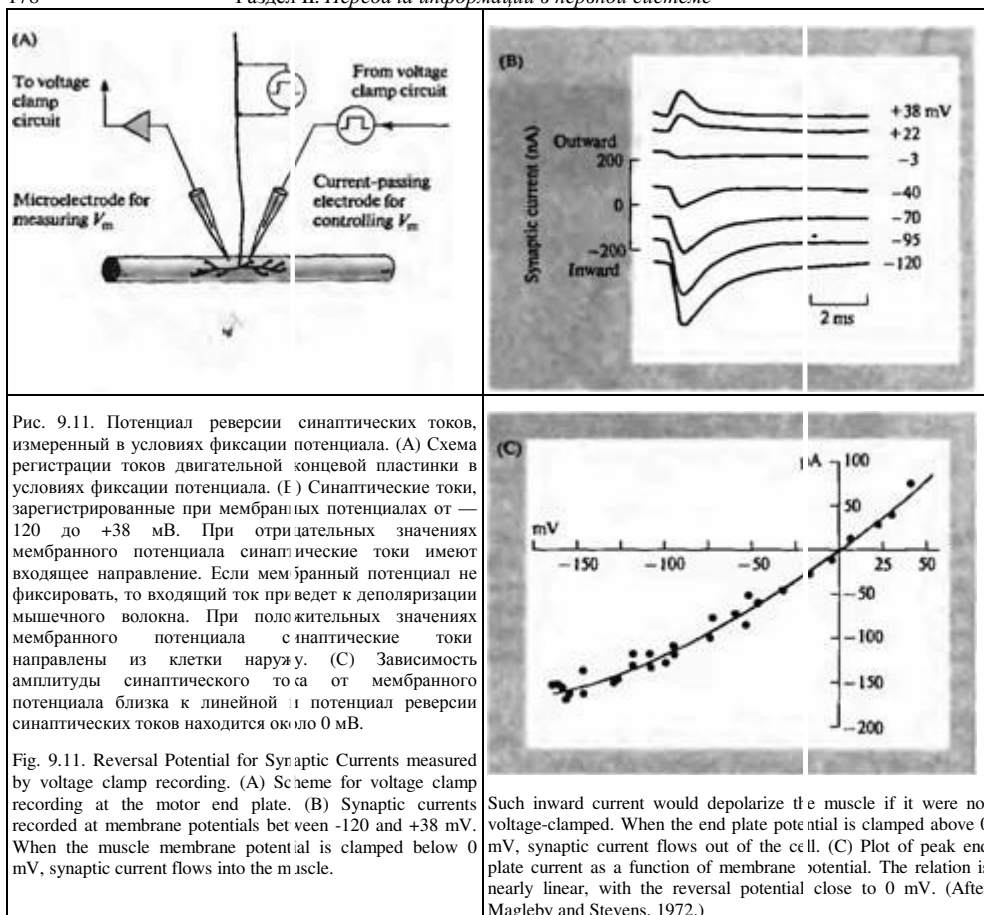 Раздел II. Передача информации в нервной системе
(A)
To voltage
clamp
circuit
From voltage
clamp circuit
Microelectrode for
measuring Vm
Current-passing
electrode for
controlling Vm
(B)
Synaptic current (nA)
Outward
200
0
−200
Inward
+38 mV
+22
−3
−40
−70
−95
−120
2 ms
Рис. 9.11. Потенциал реверсии синаптических токов,
измеренный в условиях фиксации потенциала. (A) Схема
регистрации токов двигательной концевой пластинки в
условиях фиксации потенциала. (B) Синаптические токи,
зарегистрированные при мембранных потенциалах от —
120 до +38 мВ. При отрицательных значениях
мембранного потенциала синаптические токи имеют
входящее направление. Если мембранный потенциал не
фиксировать, то входящий ток приведет к деполяризации
мышечного волокна. При положительных значениях
мембранного потенциала синаптические токи
направлены из клетки наружу. (C) Зависимость
амплитуды синаптического тока от мембранного
потенциала близка к линейной и потенциал реверсии
синаптических токов находится около 0 мВ.
Fig. 9.11. Reversal Potential for Synaptic Currents measured
by voltage clamp recording. (A) Scheme for voltage clamp
recording at the motor end plate. (B) Synaptic currents
recorded at membrane potentials between -120 and +38 mV.
When the muscle membrane potential is clamped below 0
mV, synaptic current flows into the muscle.
(C)
mV
−150
−100
−50
25
50
100
50
−50
−100
−150
−200
Such inward current would depolarize the muscle if it were no
voltage-clamped. When the end plate potential is clamped above 0
mV, synaptic current flows out of the cell. (C) Plot of peak end
plate current as a function of membrane potential. The relation is
nearly linear, with the reversal potential close to 0 mV. (After
Magleby and Stevens, 1972.)